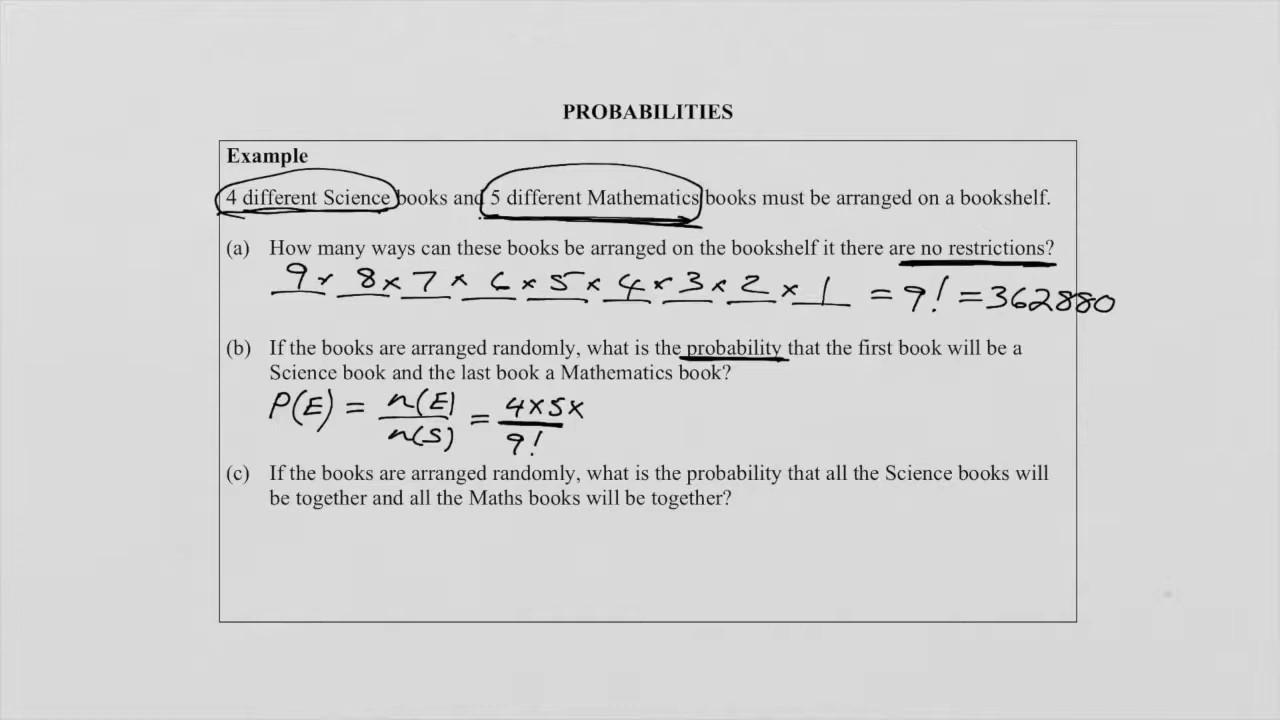 PROBABILITIES
Example
4 different Science books and 5 different Mathematics books must be arranged on a bookshelf.
(a) How many ways can these books be arranged on the bookshelf it there are no restrictions?
9 × 8 × 7 × 6 × 5 × 4 × 3 × 2 × 1 = 9! = 362880
(b) If the books are arranged randomly, what is the probability that the first book will be a
Science book and the last book a Mathematics book?
P(E) = n(E)/n(S) = 4×5×/9!
(c) If the books are arranged randomly, what is the probability that all the Science books will
be together and all the Maths books will be together?